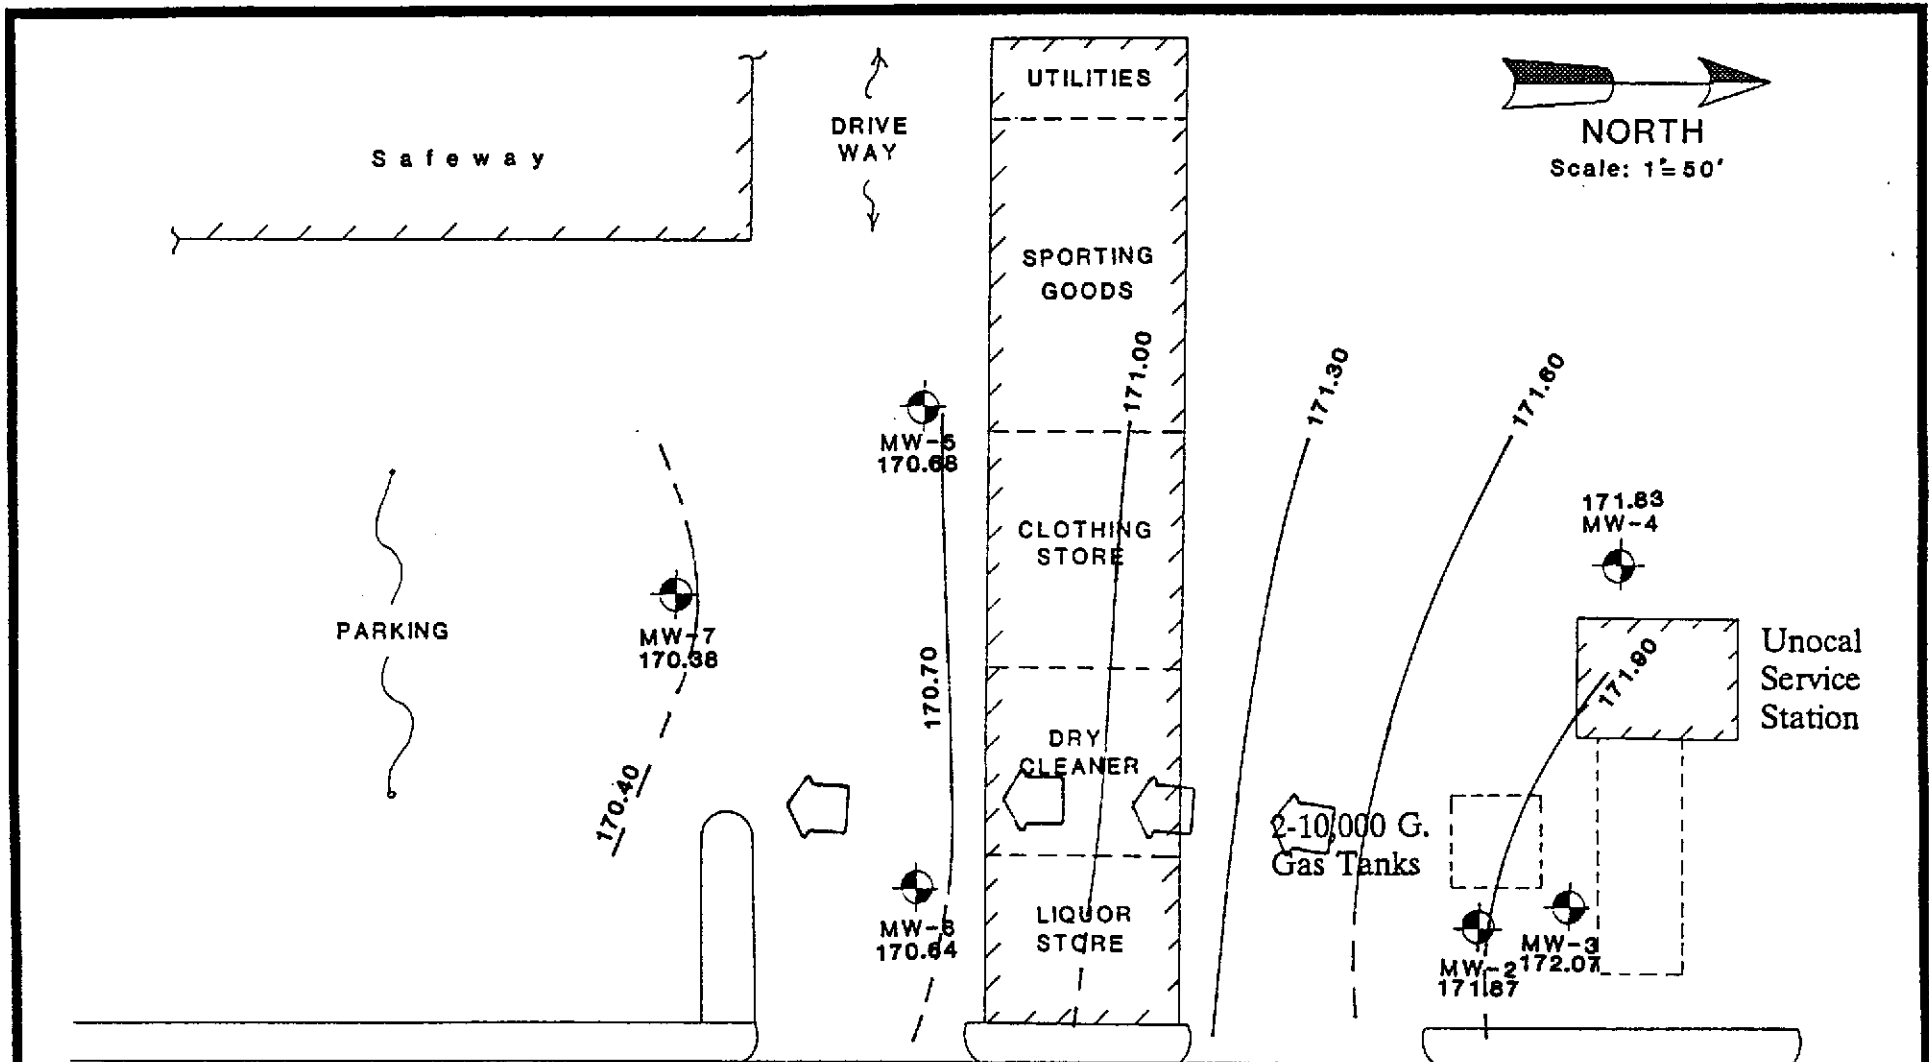 UTILITIES
NORTH
Scale: 1"=50'
DRIVE
WAY
Safeway
SPORTING
GOODS
171.00
171.30
171.60
MW-5
170.68
171.83
MW-4
CLOTHING
STORE
PARKING
MW-7
170.38
170.70
171.90
Unocal
Service
Station
DRY
CLEANER
170.40
2-10,000 G.
Gas Tanks
MW-6
170.64
LIQUOR
STORE
MW-3
172.07
MW-2
171.87